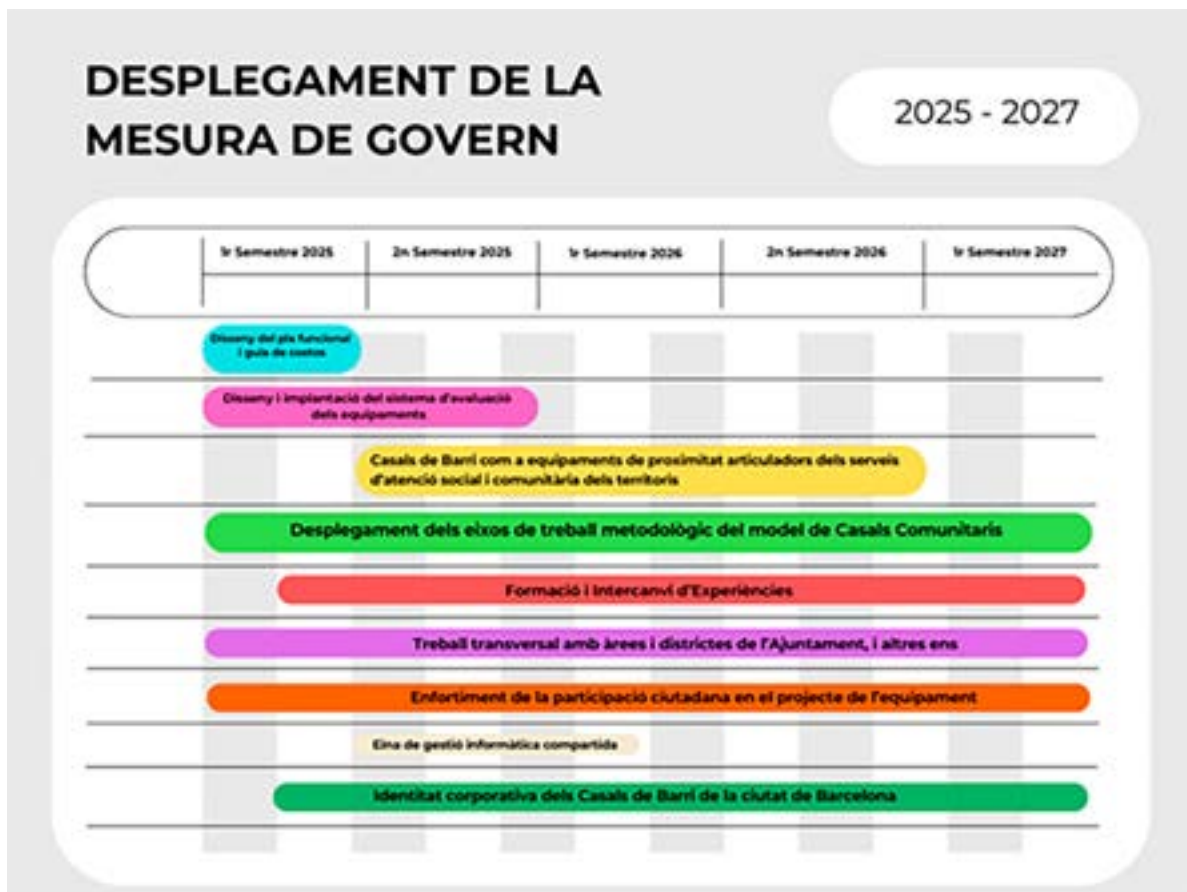 DESPLEGAMENT DE LA
MESURA DE GOVERN
2025 - 2027
1r Semestre 2025
2n Semestre 2025
1r Semestre 2026
2n Semestre 2026
1r Semestre 2027
Disseny del pla funcional
i guia de costos
Disseny i implantació del sistema d'avaluació
dels equipaments
Casals de Barri com a equipaments de proximitat articuladors dels serveis
d'atenció social i comunitària dels territoris
Desplegament dels eixos de treball metodològic del model de Casals Comunitaris
Formació i Intercanvi d'Experiències
Treball transversal amb àrees i districtes de l'Ajuntament, i altres ens
Enfortiment de la participació ciutadana en el projecte de l'equipament
Eina de gestió informàtica compartida
Identitat corporativa dels Casals de Barri de la ciutat de Barcelona